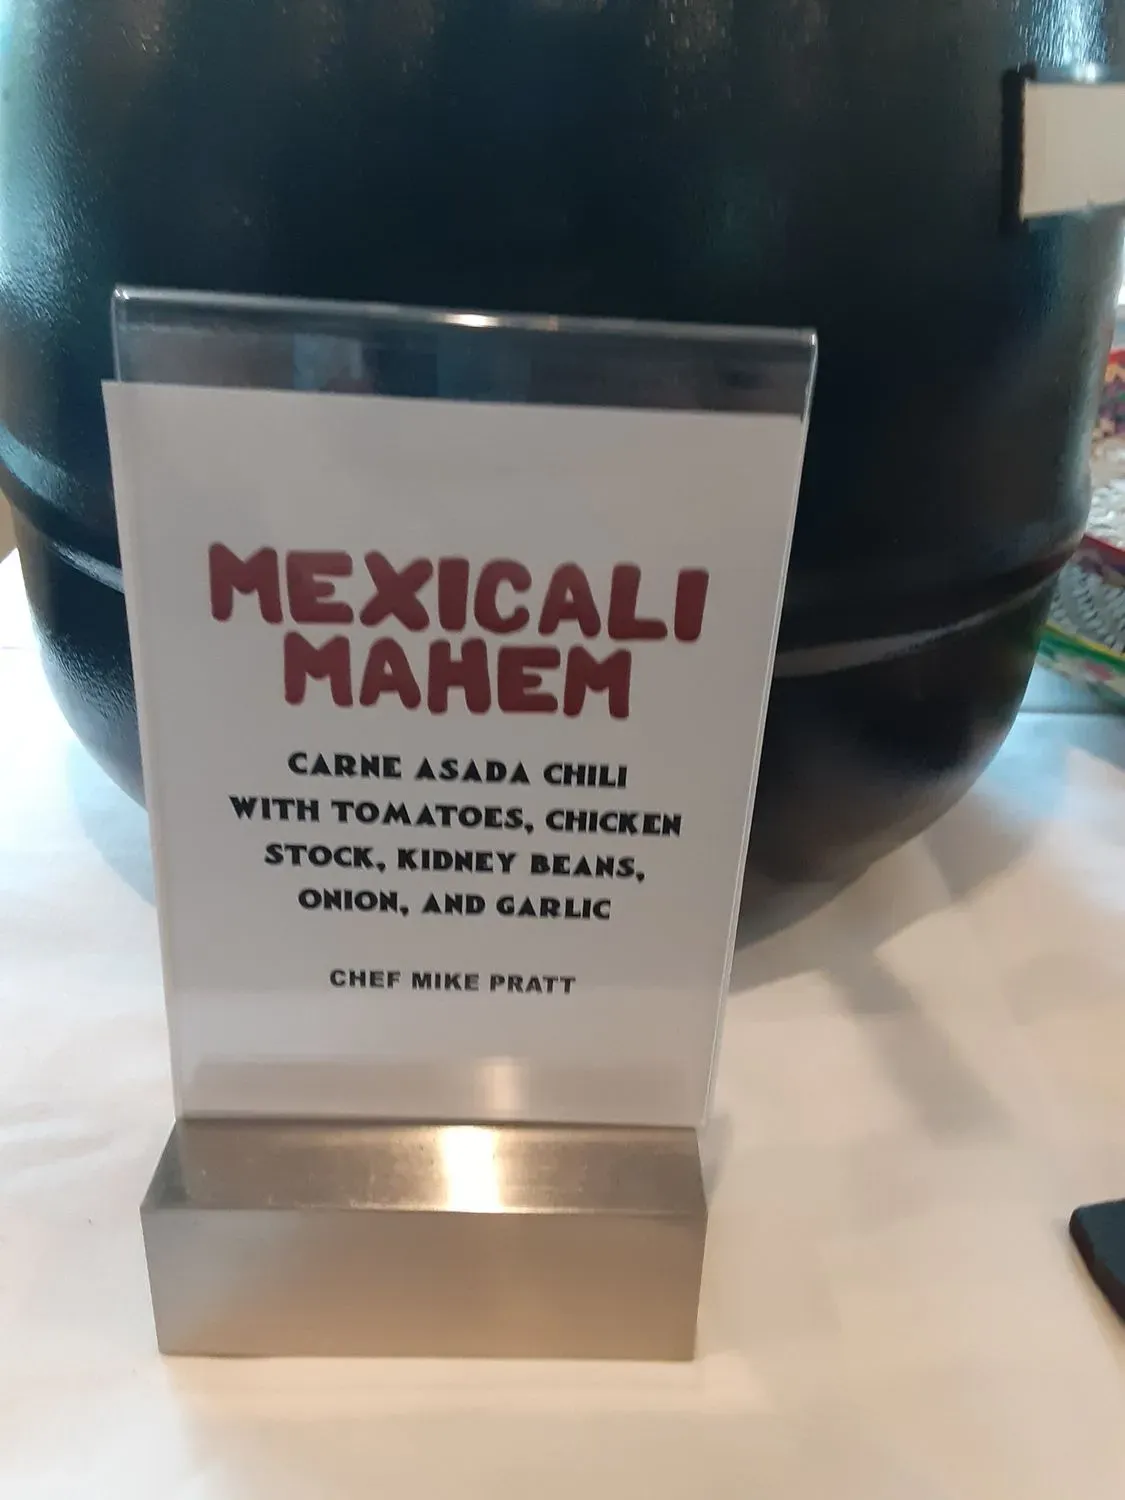 MEXICALI
MAHEM
CARNE ASADA CHILI
WITH TOMATOES, CHICKEN
STOCK, KIDNEY BEANS,
ONION, AND GARLIC
CHEF MIKE PRATT